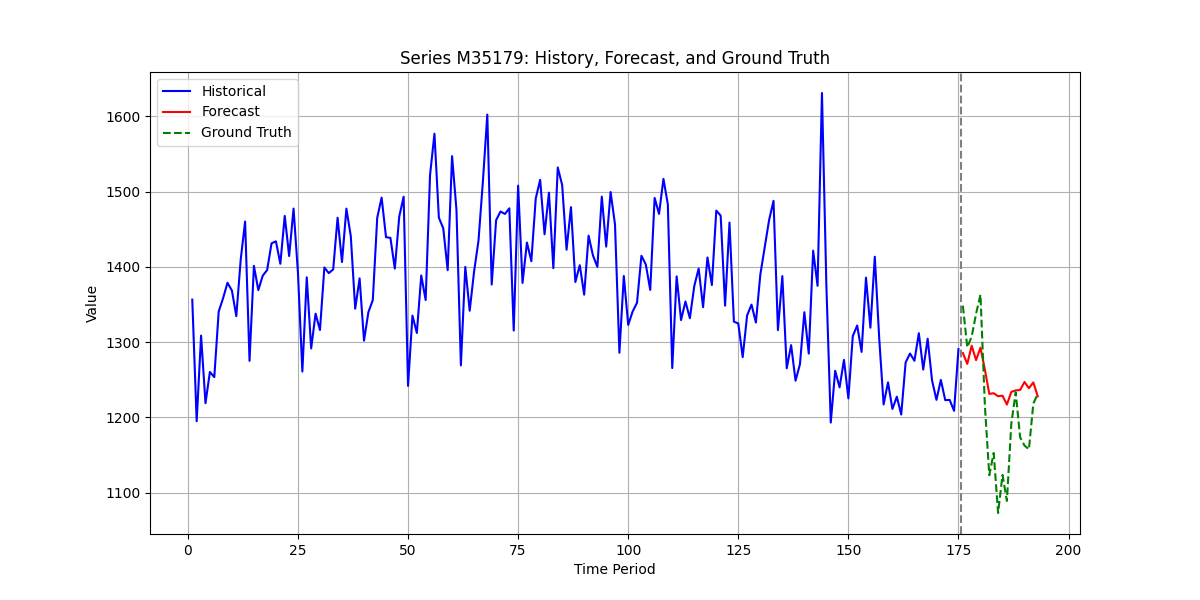 Series M35179: History, Forecast, and Ground Truth
Historical
Forecast
Ground Truth
Value
1600
1500
1400
1300
1200
1100
0 25 50 75 100 125 150 175 200
Time Period